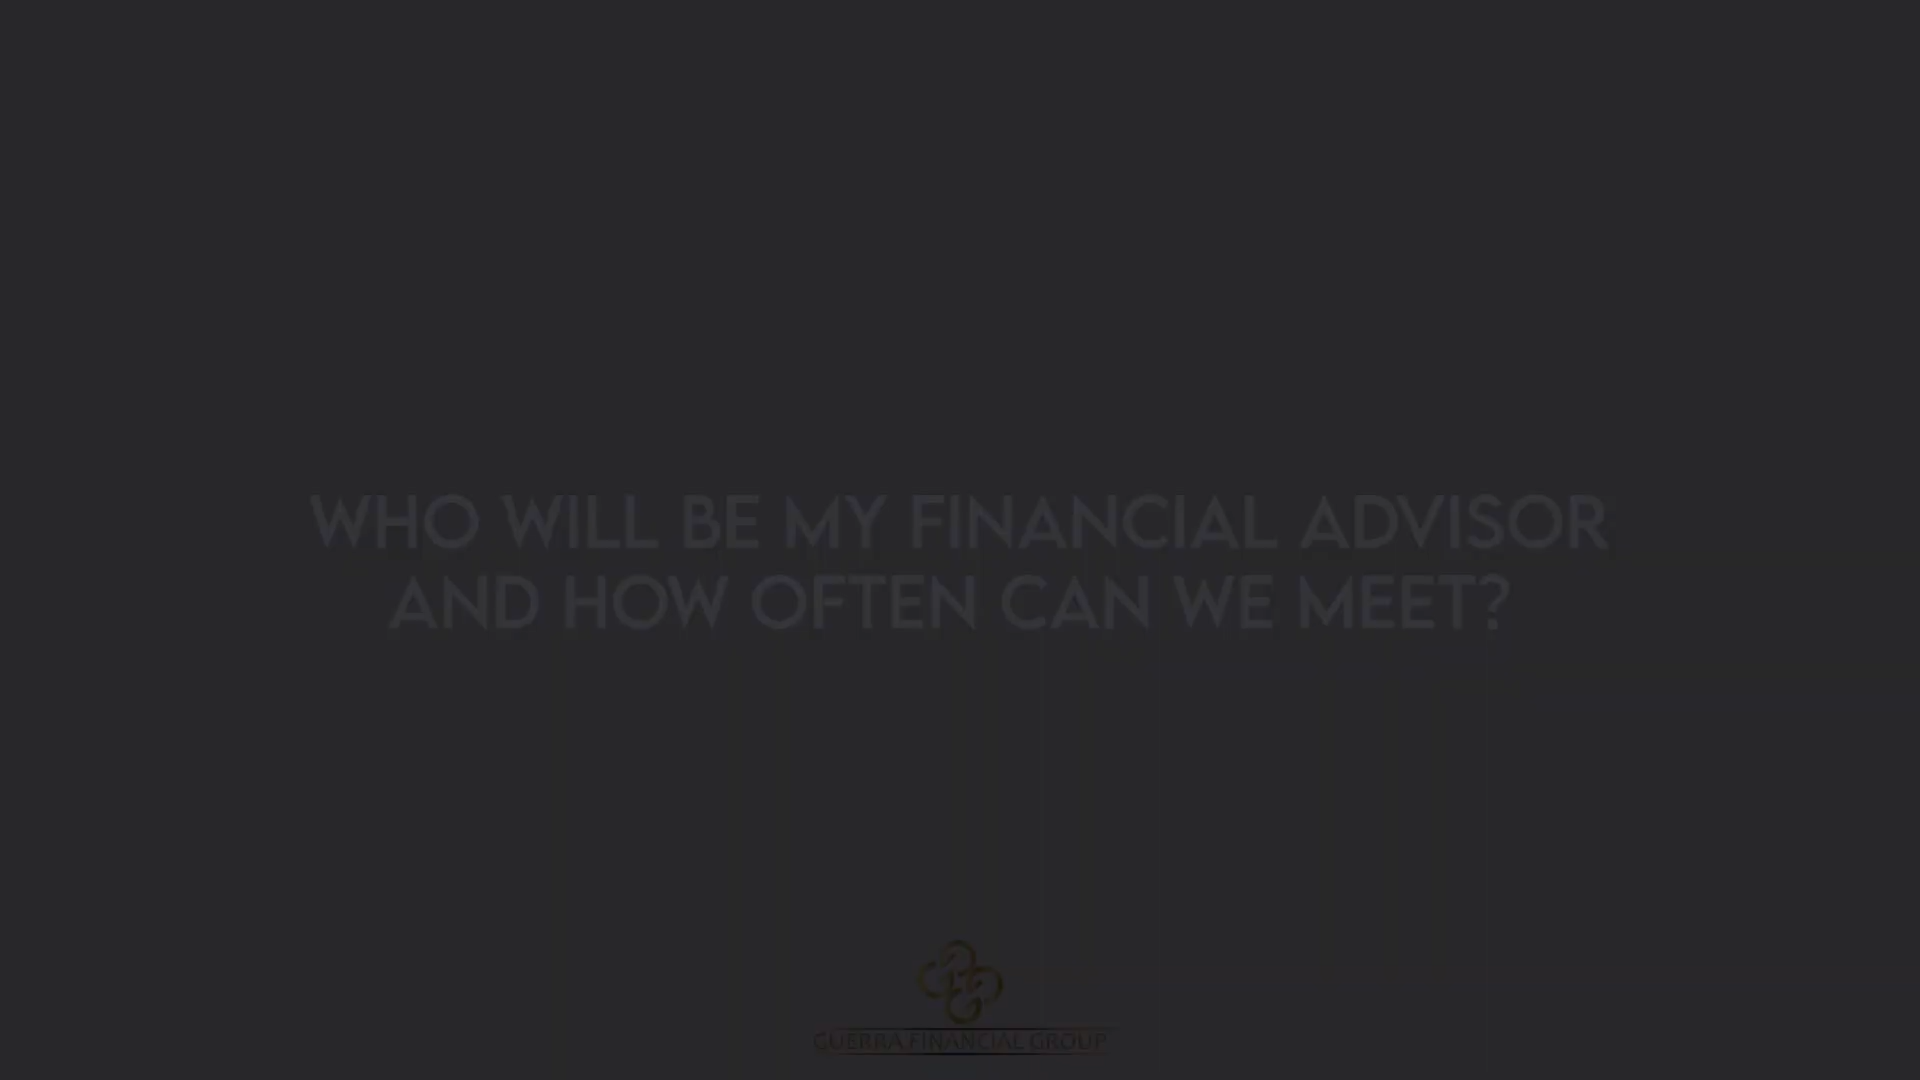 WHO WILL BE MY FINANCIAL ADVISOR
AND HOW OFTEN CAN WE MEET?
GUERRA FINANCIAL GROUP